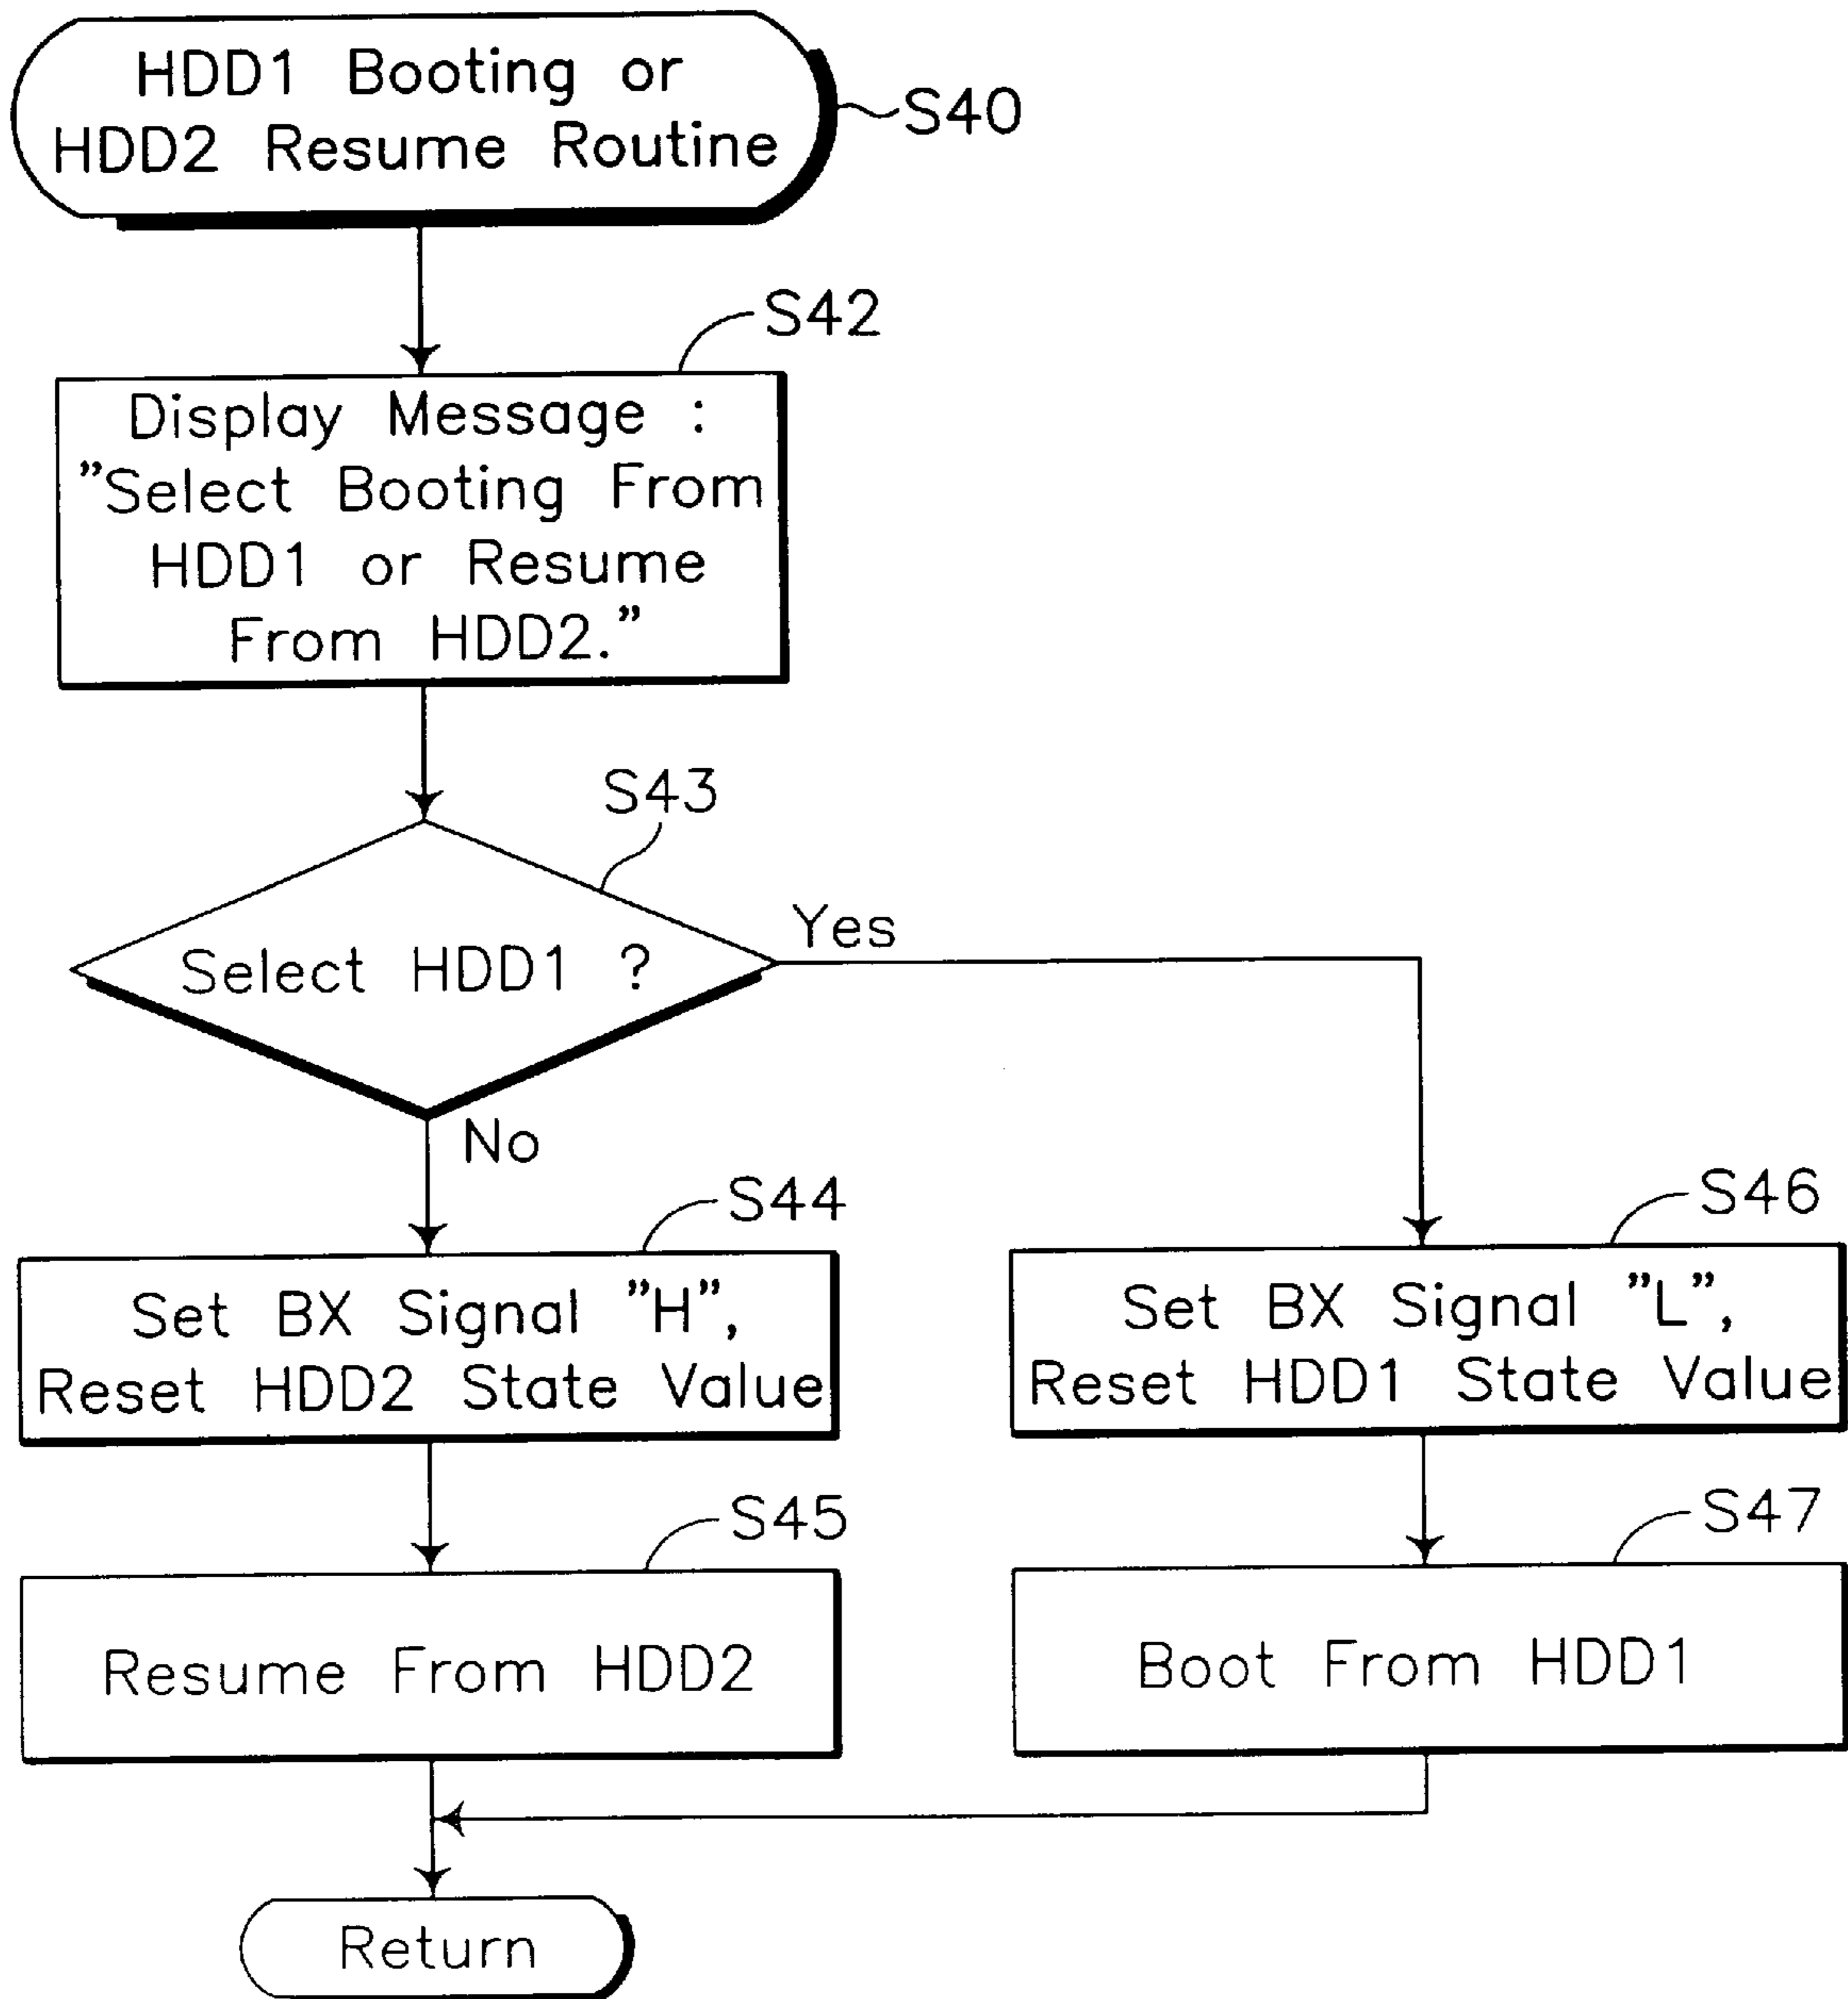 HDD1 Booting or
HDD2 Resume Routine
S40
S42
Display Message :
”Select Booting From
HDD1 or Resume
From HDD2.”
S43
Select HDD1 ?
Yes
No
S44
Set BX Signal ”H”,
Reset HDD2 State Value
S46
Set BX Signal ”L”,
Reset HDD1 State Value
S45
Resume From HDD2
S47
Boot From HDD1
Return